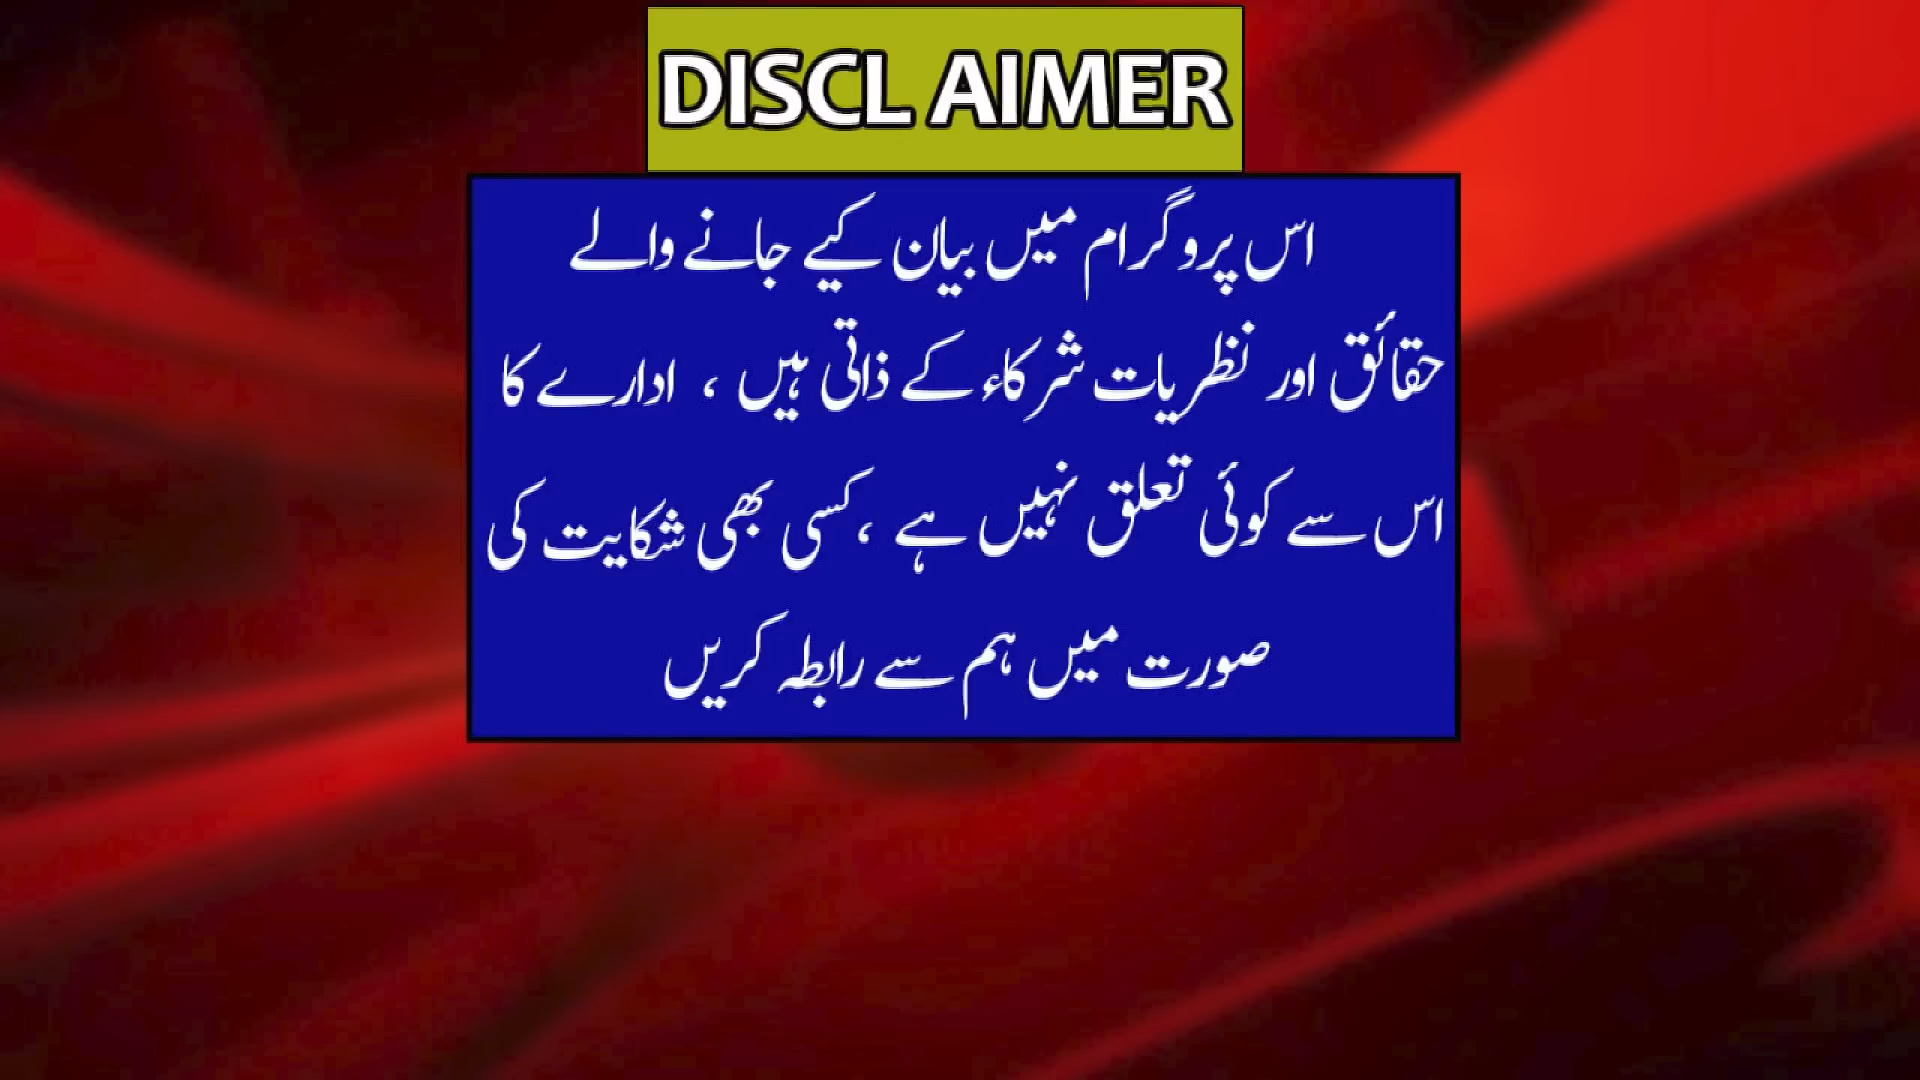 DISCL AIMER
اس پروگرام میں بیان کیے جانے والے
حقائق اور نظریات شرکاء کے ذاتی ہیں ، ادارے کا
اس سے کوئی تعلق نہیں ہے ،کسی بھی شکایت کی
صورت میں ہم سے رابطہ کریں